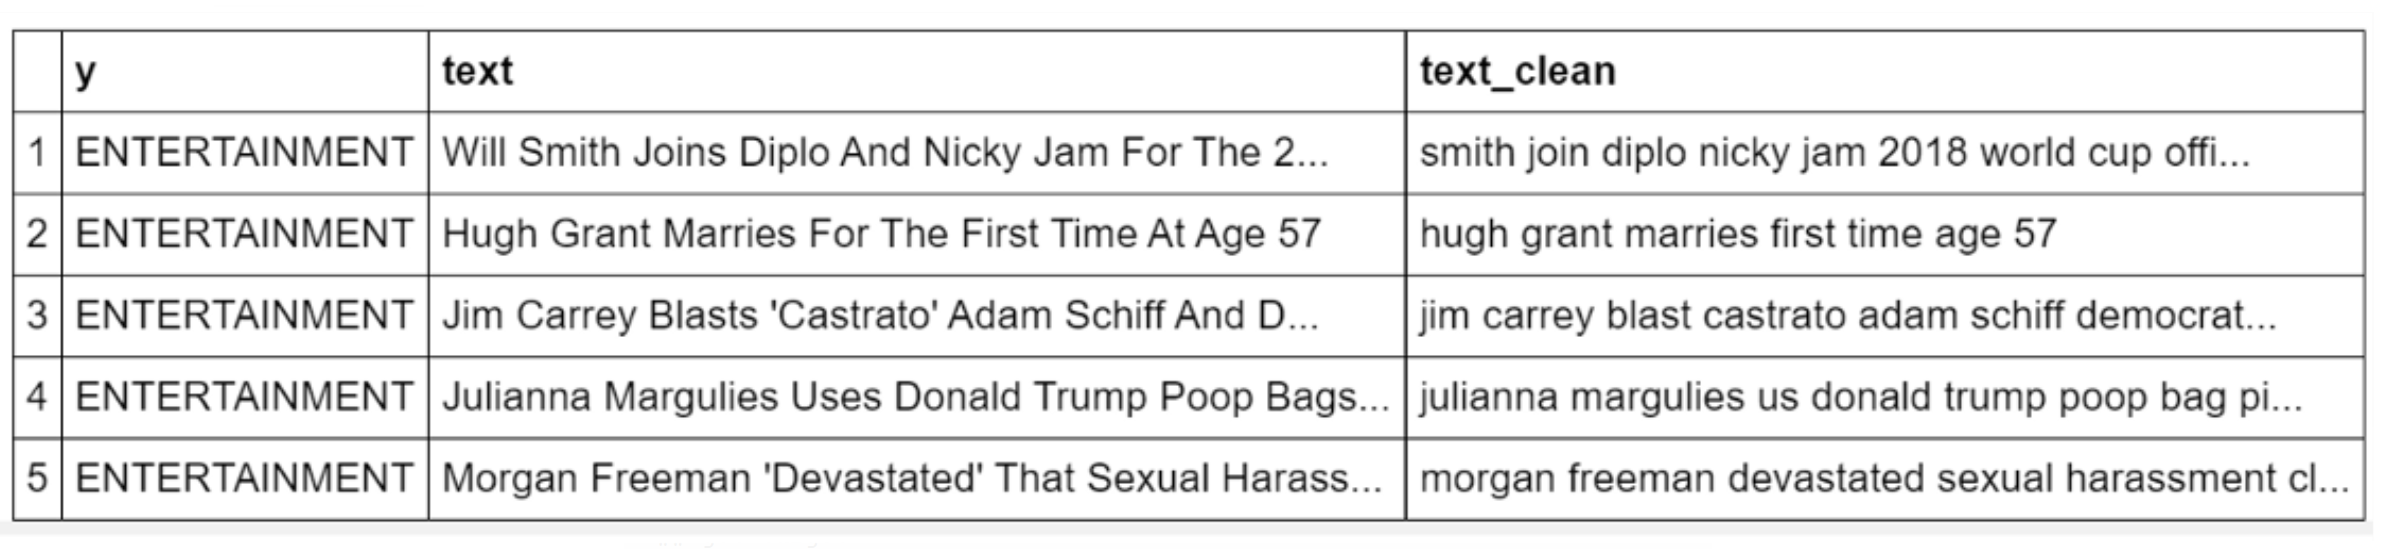 y text text_clean
1 ENTERTAINMENT Will Smith Joins Diplo And Nicky Jam For The 2... smith join diplo nicky jam 2018 world cup offi...
2 ENTERTAINMENT Hugh Grant Marries For The First Time At Age 57 hugh grant marries first time age 57
3 ENTERTAINMENT Jim Carrey Blasts 'Castrato' Adam Schiff And D... jim carrey blast castrato adam schiff democrat...
4 ENTERTAINMENT Julianna Margulies Uses Donald Trump Poop Bags... julianna margulies us donald trump poop bag pi...
5 ENTERTAINMENT Morgan Freeman 'Devastated' That Sexual Harass... morgan freeman devastated sexual harassment cl...